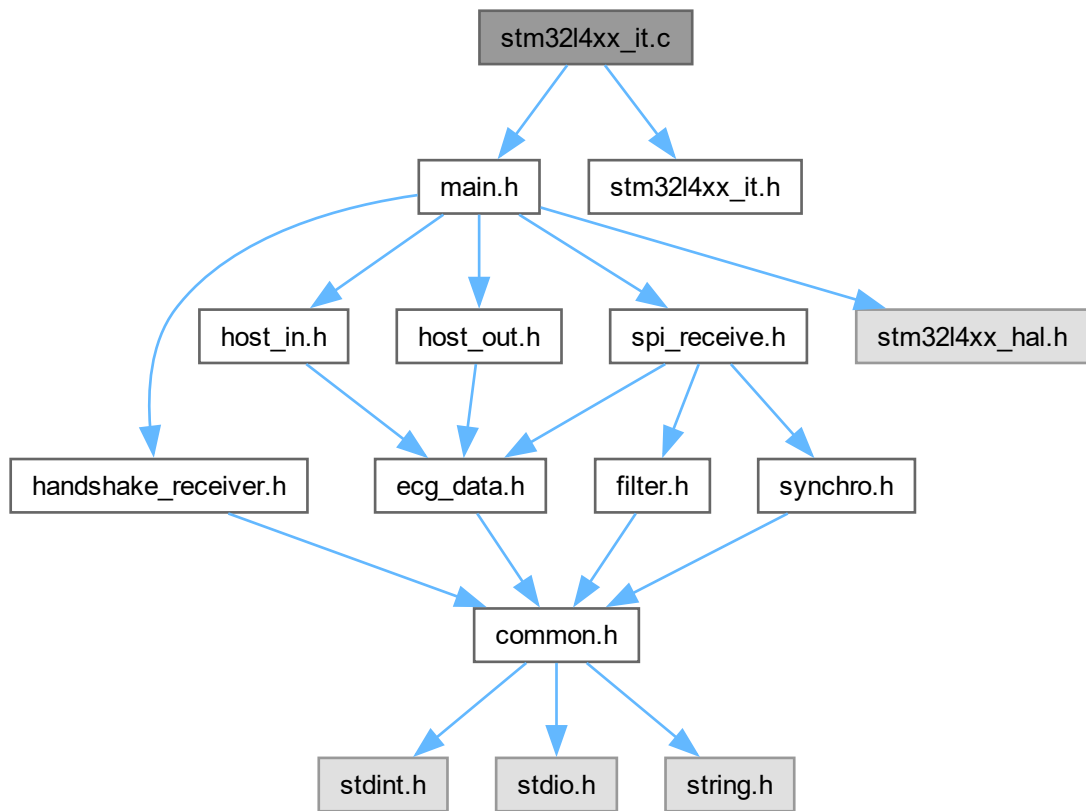 stm32l4xx_it.c
main.h
stm32l4xx_it.h
host_in.h
host_out.h
spi_receive.h
stm32l4xx_hal.h
handshake_receiver.h
ecg_data.h
filter.h
synchro.h
common.h
stdint.h
stdio.h
string.h